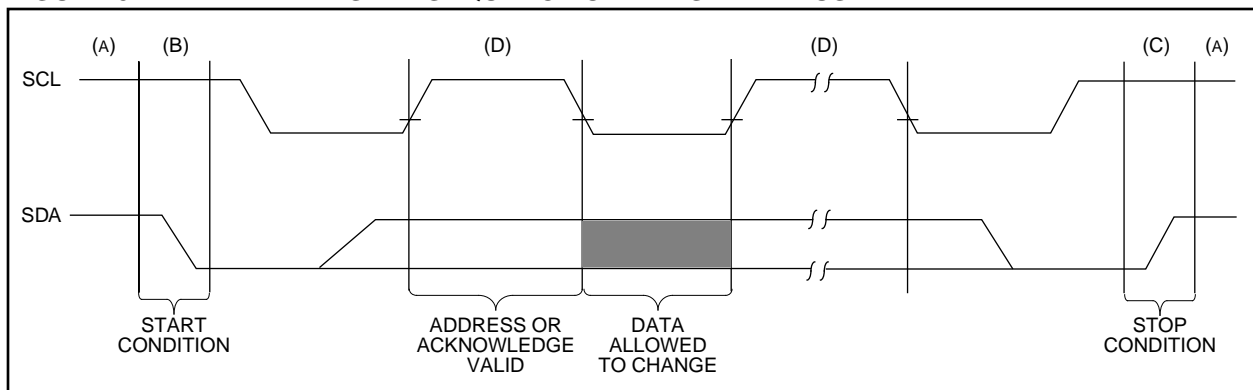 (A) (B) (D) (D) (C) (A)
SCL
SDA
START
CONDITION
ADDRESS OR
ACKNOWLEDGE
VALID
DATA
ALLOWED
TO CHANGE
STOP
CONDITION